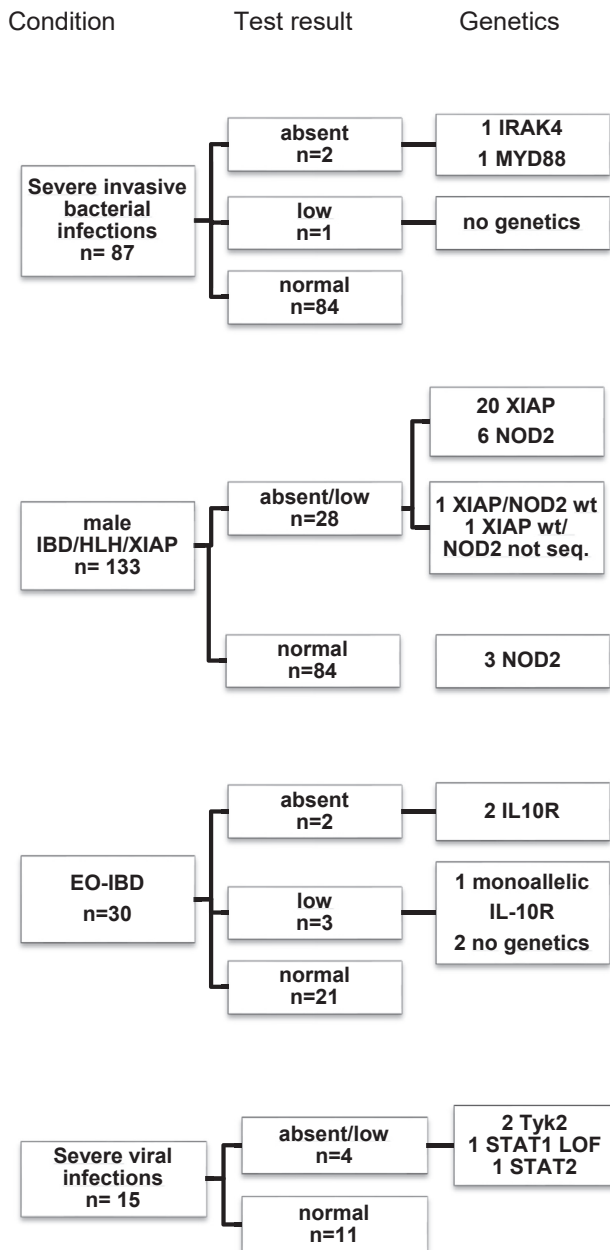 Condition Test result Genetics
Severe invasive
bacterial
infections
n= 87
absent
n=2
1 IRAK4
1 MYD88
low
n=1
no genetics
normal
n=84
male
IBD/HLH/XIAP
n= 133
absent/low
n=28
20 XIAP
6 NOD2
1 XIAP/NOD2 wt
1 XIAP wt/
NOD2 not seq.
normal
n=84
3 NOD2
EO-IBD
n=30
absent
n=2
2 IL10R
low
n=3
1 monoallelic
IL-10R
2 no genetics
normal
n=21
Severe viral
infections
n= 15
absent/low
n=4
2 Tyk2
1 STAT1 LOF
1 STAT2
normal
n=11